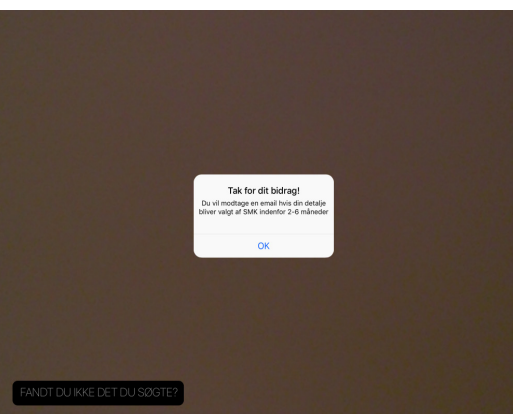 Tak for dit bidrag!
Du vil modtage en email hvis din detalje
bliver valgt af SMK indenfor 2-6 måneder
OK
FANDT DU IKKE DET DU SØGTE?